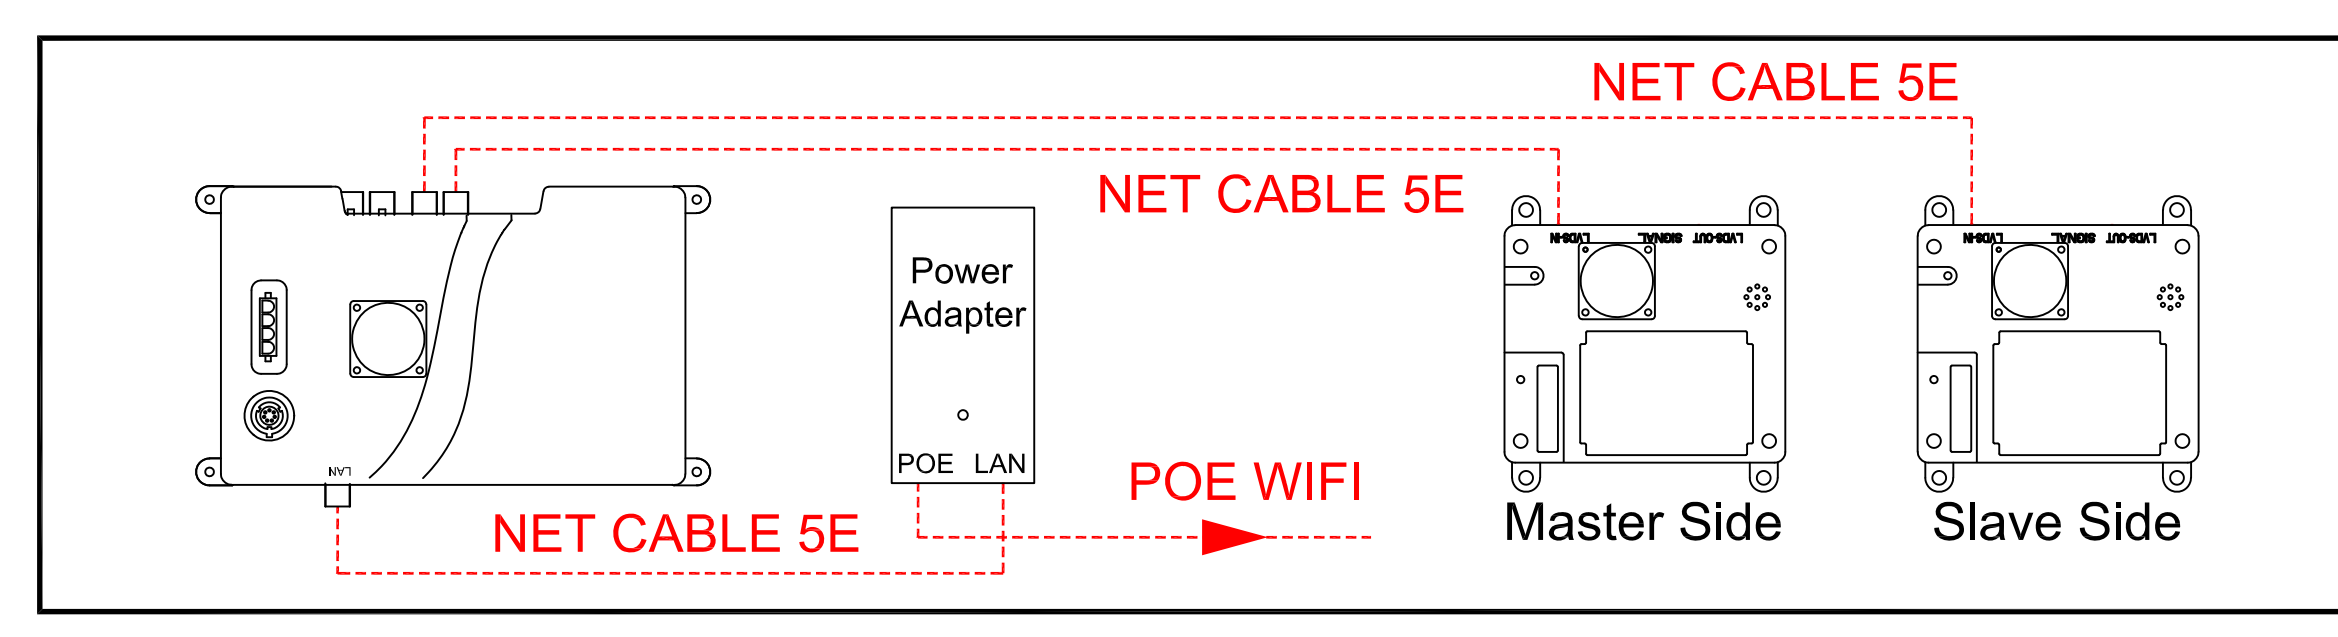 NET CABLE 5E
NET CABLE 5E
LVDS-IN SIGNAL LVDS-OUT
LVDS-IN SIGNAL LVDS-OUT
Power
Adapter
POE LAN
LAN
POE WIFI
NET CABLE 5E
Master Side
Slave Side